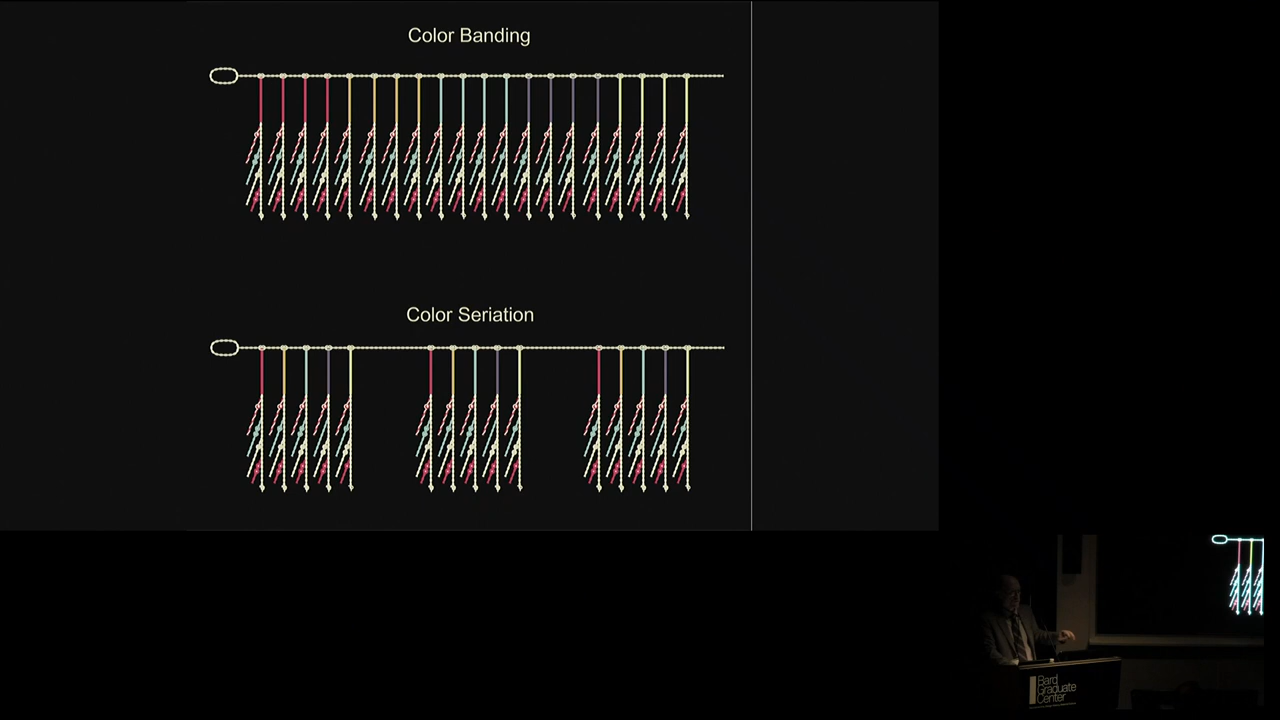 Color Banding
Color Seriation
Bard
Graduate
Center